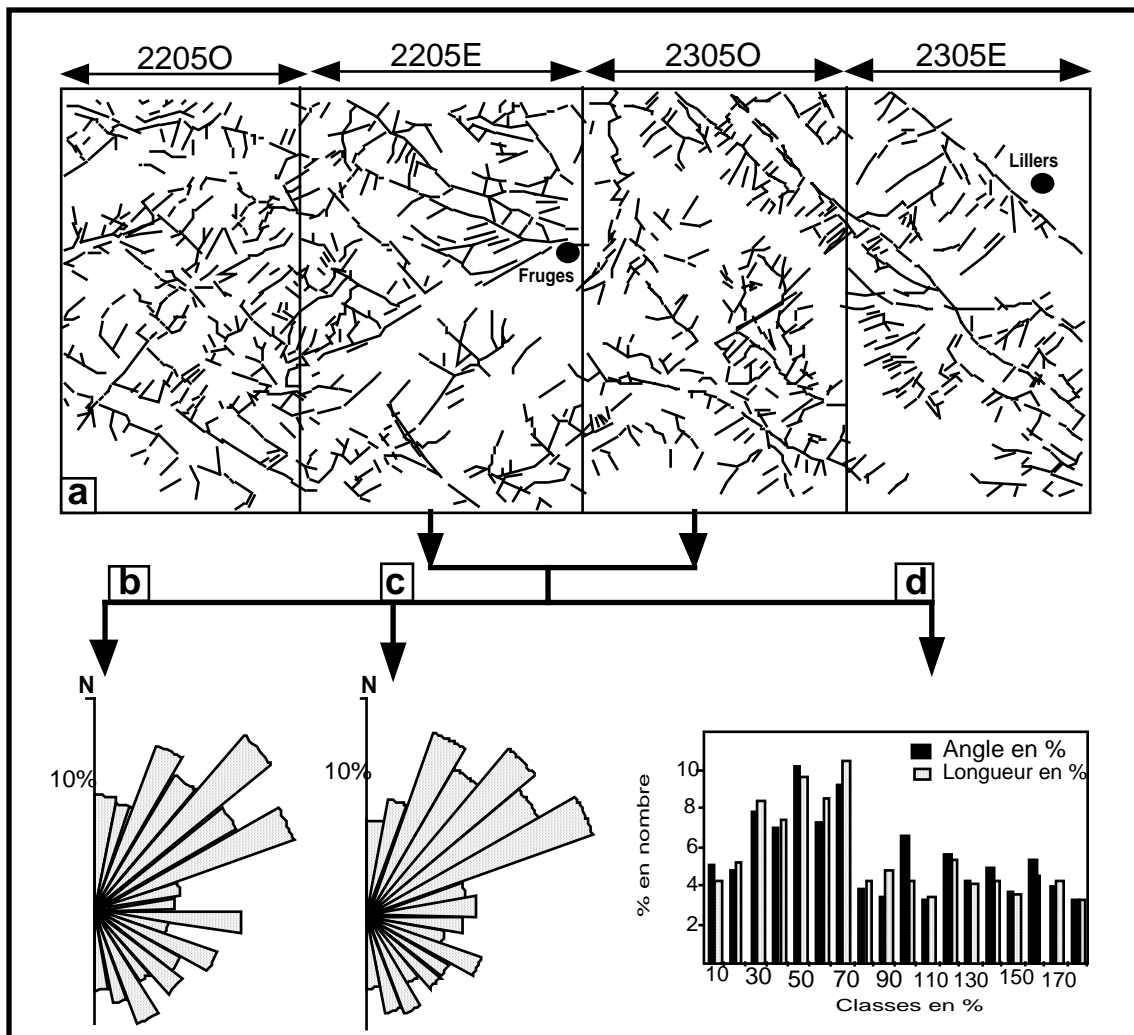 2205O 2205E 2305O 2305E
Lillers
Fruges
a
b c d
N N
10% 10%
Angle en %
Longueur en %
% en nombre
10
8
6
4
2
10 30 50 70 90 110 130 150 170
Classes en %